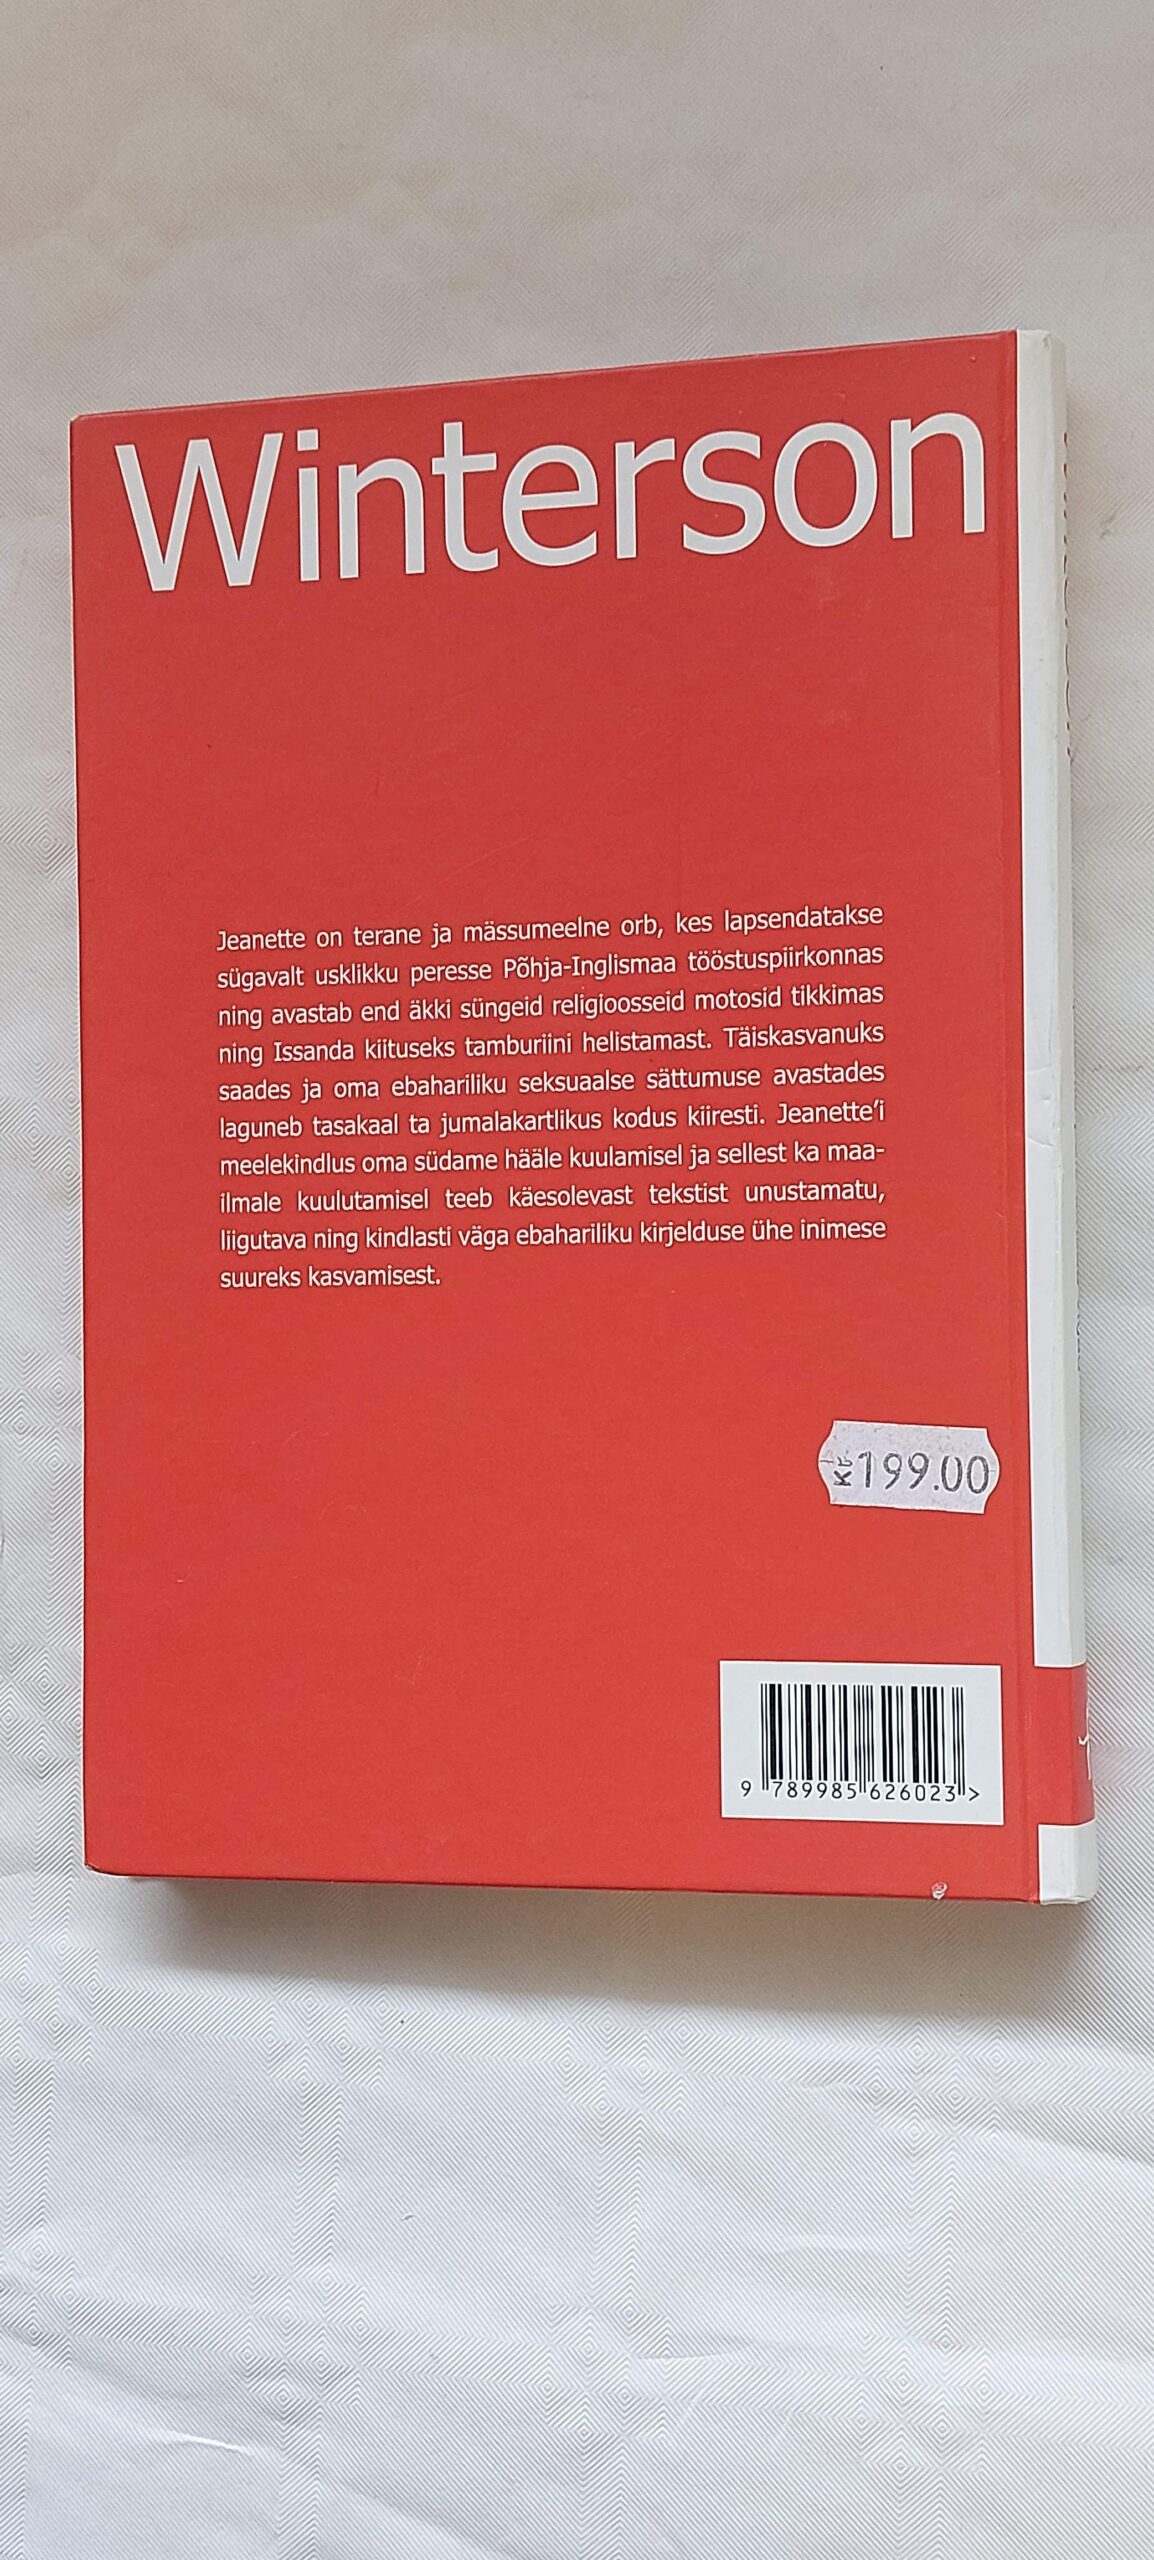 Winterson
Jeanette on terane ja mässumeelne orb, kes lapsendatakse
sügavalt usklikku peresse Põhja-Inglismaa tööstuspiirkonnas
ning avastab end äkki süngeid religioosseid motosid tikkimas
ning Issanda kiituseks tamburiini helistamast. Täiskasvanuks
saades ja oma ebahariliku seksuaalse sättumuse avastades
laguneb tasakaal ta jumalakartlikus kodus kiiresti. Jeanette’i
meelekindlus oma südame hääle kuulamisel ja sellest ka maa-
ilmale kuulutamisel teeb käesolevast tekstist unustamatu,
liigutava ning kindlasti väga ebahariliku kirjelduse ühe inimese
suureks kasvamisest.
Kr. 199.00
9 789985 626023 >